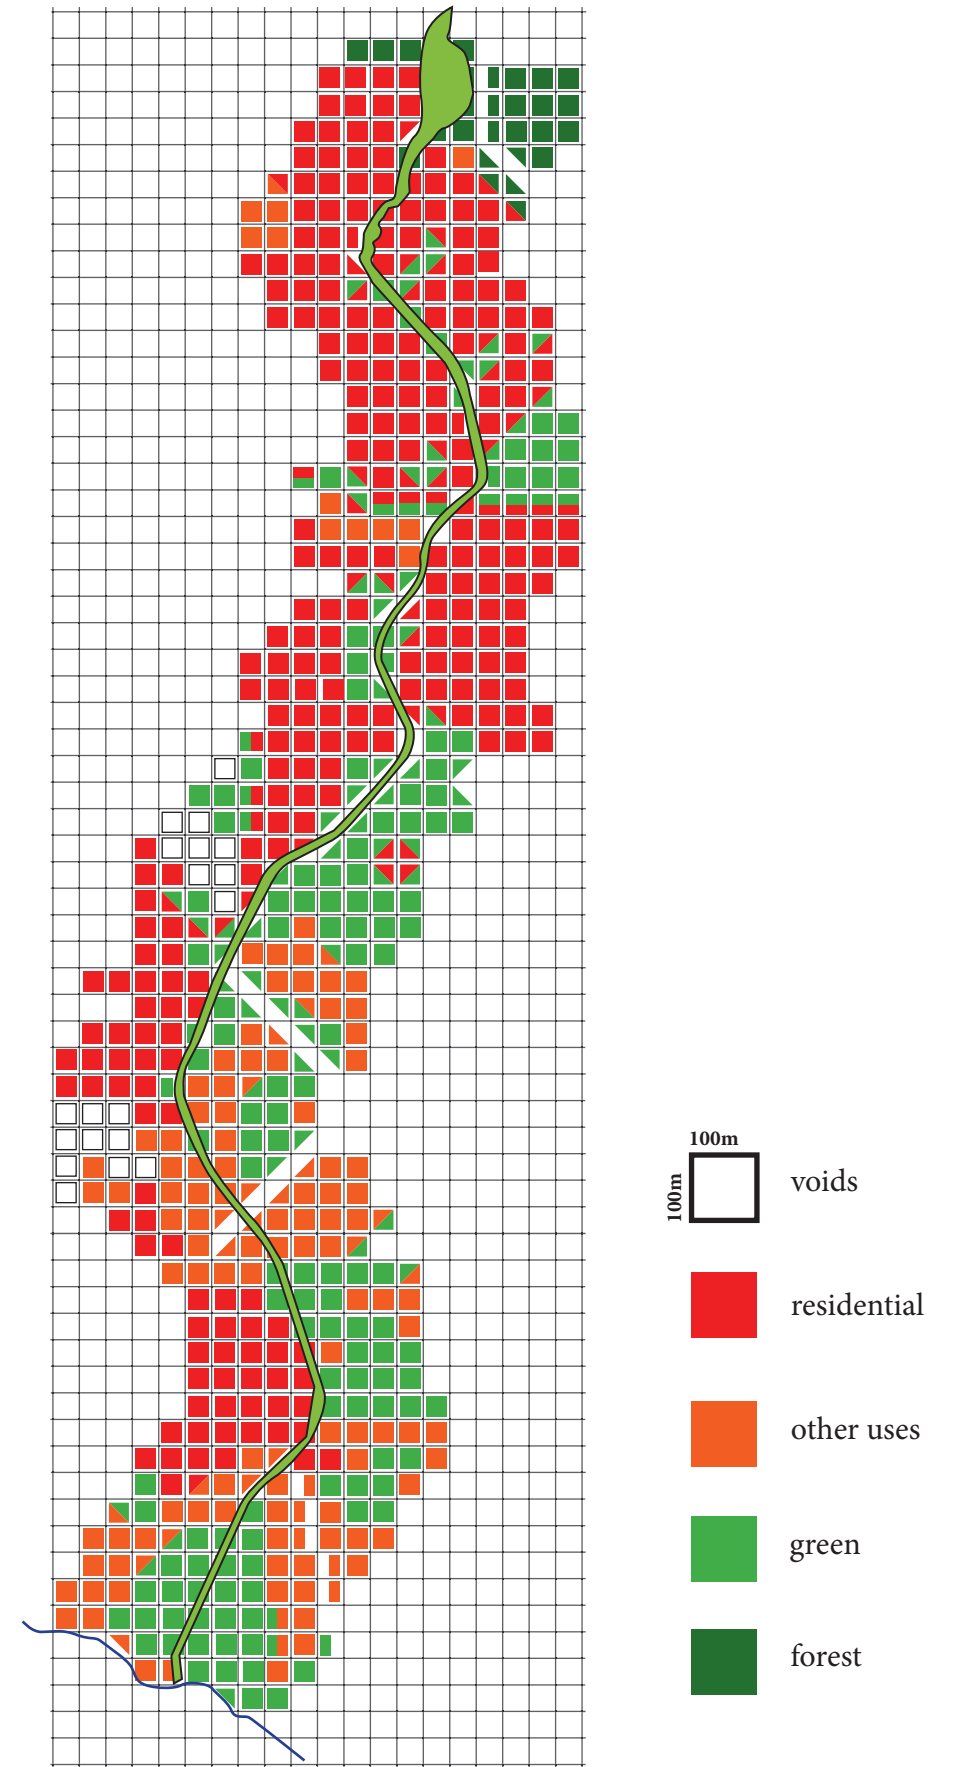 100m
100m
voids
residential
other uses
green
forest